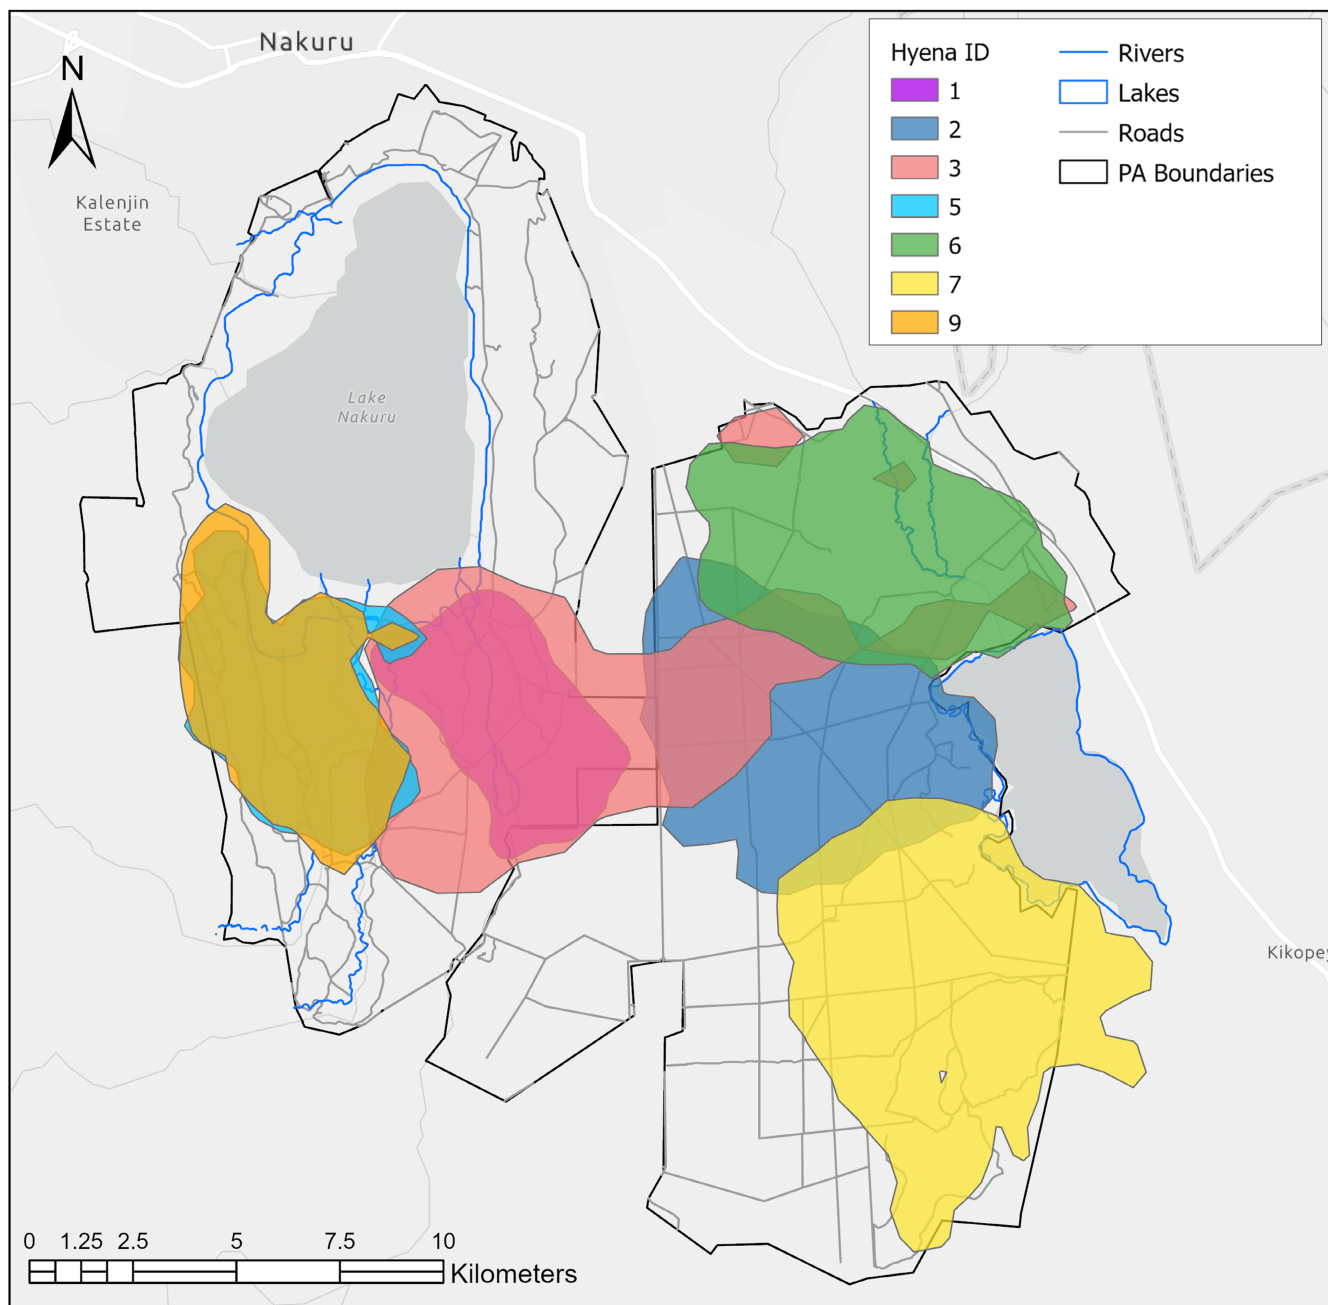 Nakuru
N
Kalenjin
Estate
Lake
Nakuru
Kikopey
Hyena ID
1
2
3
5
6
7
9
Rivers
Lakes
Roads
PA Boundaries
0 1.25 2.5 5 7.5 10
Kilometers